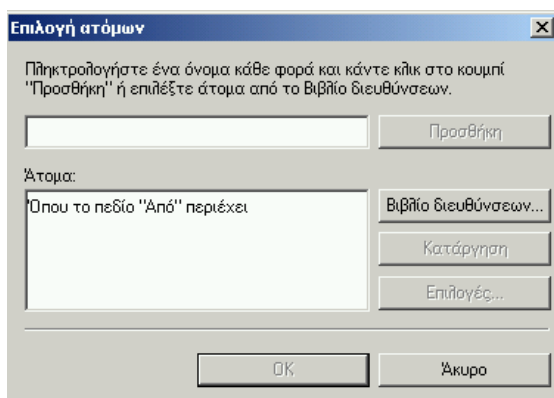 Επιλογή ατόμων
Πληκτρολογήστε ένα όνομα κάθε φορά και κάντε κλικ στο κουμπί
"Προσθήκη" ή επιλέξτε άτομα από το Βιβλίο διευθύνσεων.
Προσθήκη
Άτομα:
Όπου το πεδίο "Από" περιέχει
Βιβλίο διευθύνσεων...
Κατάργηση
Επιλογές...
OK
Άκυρο